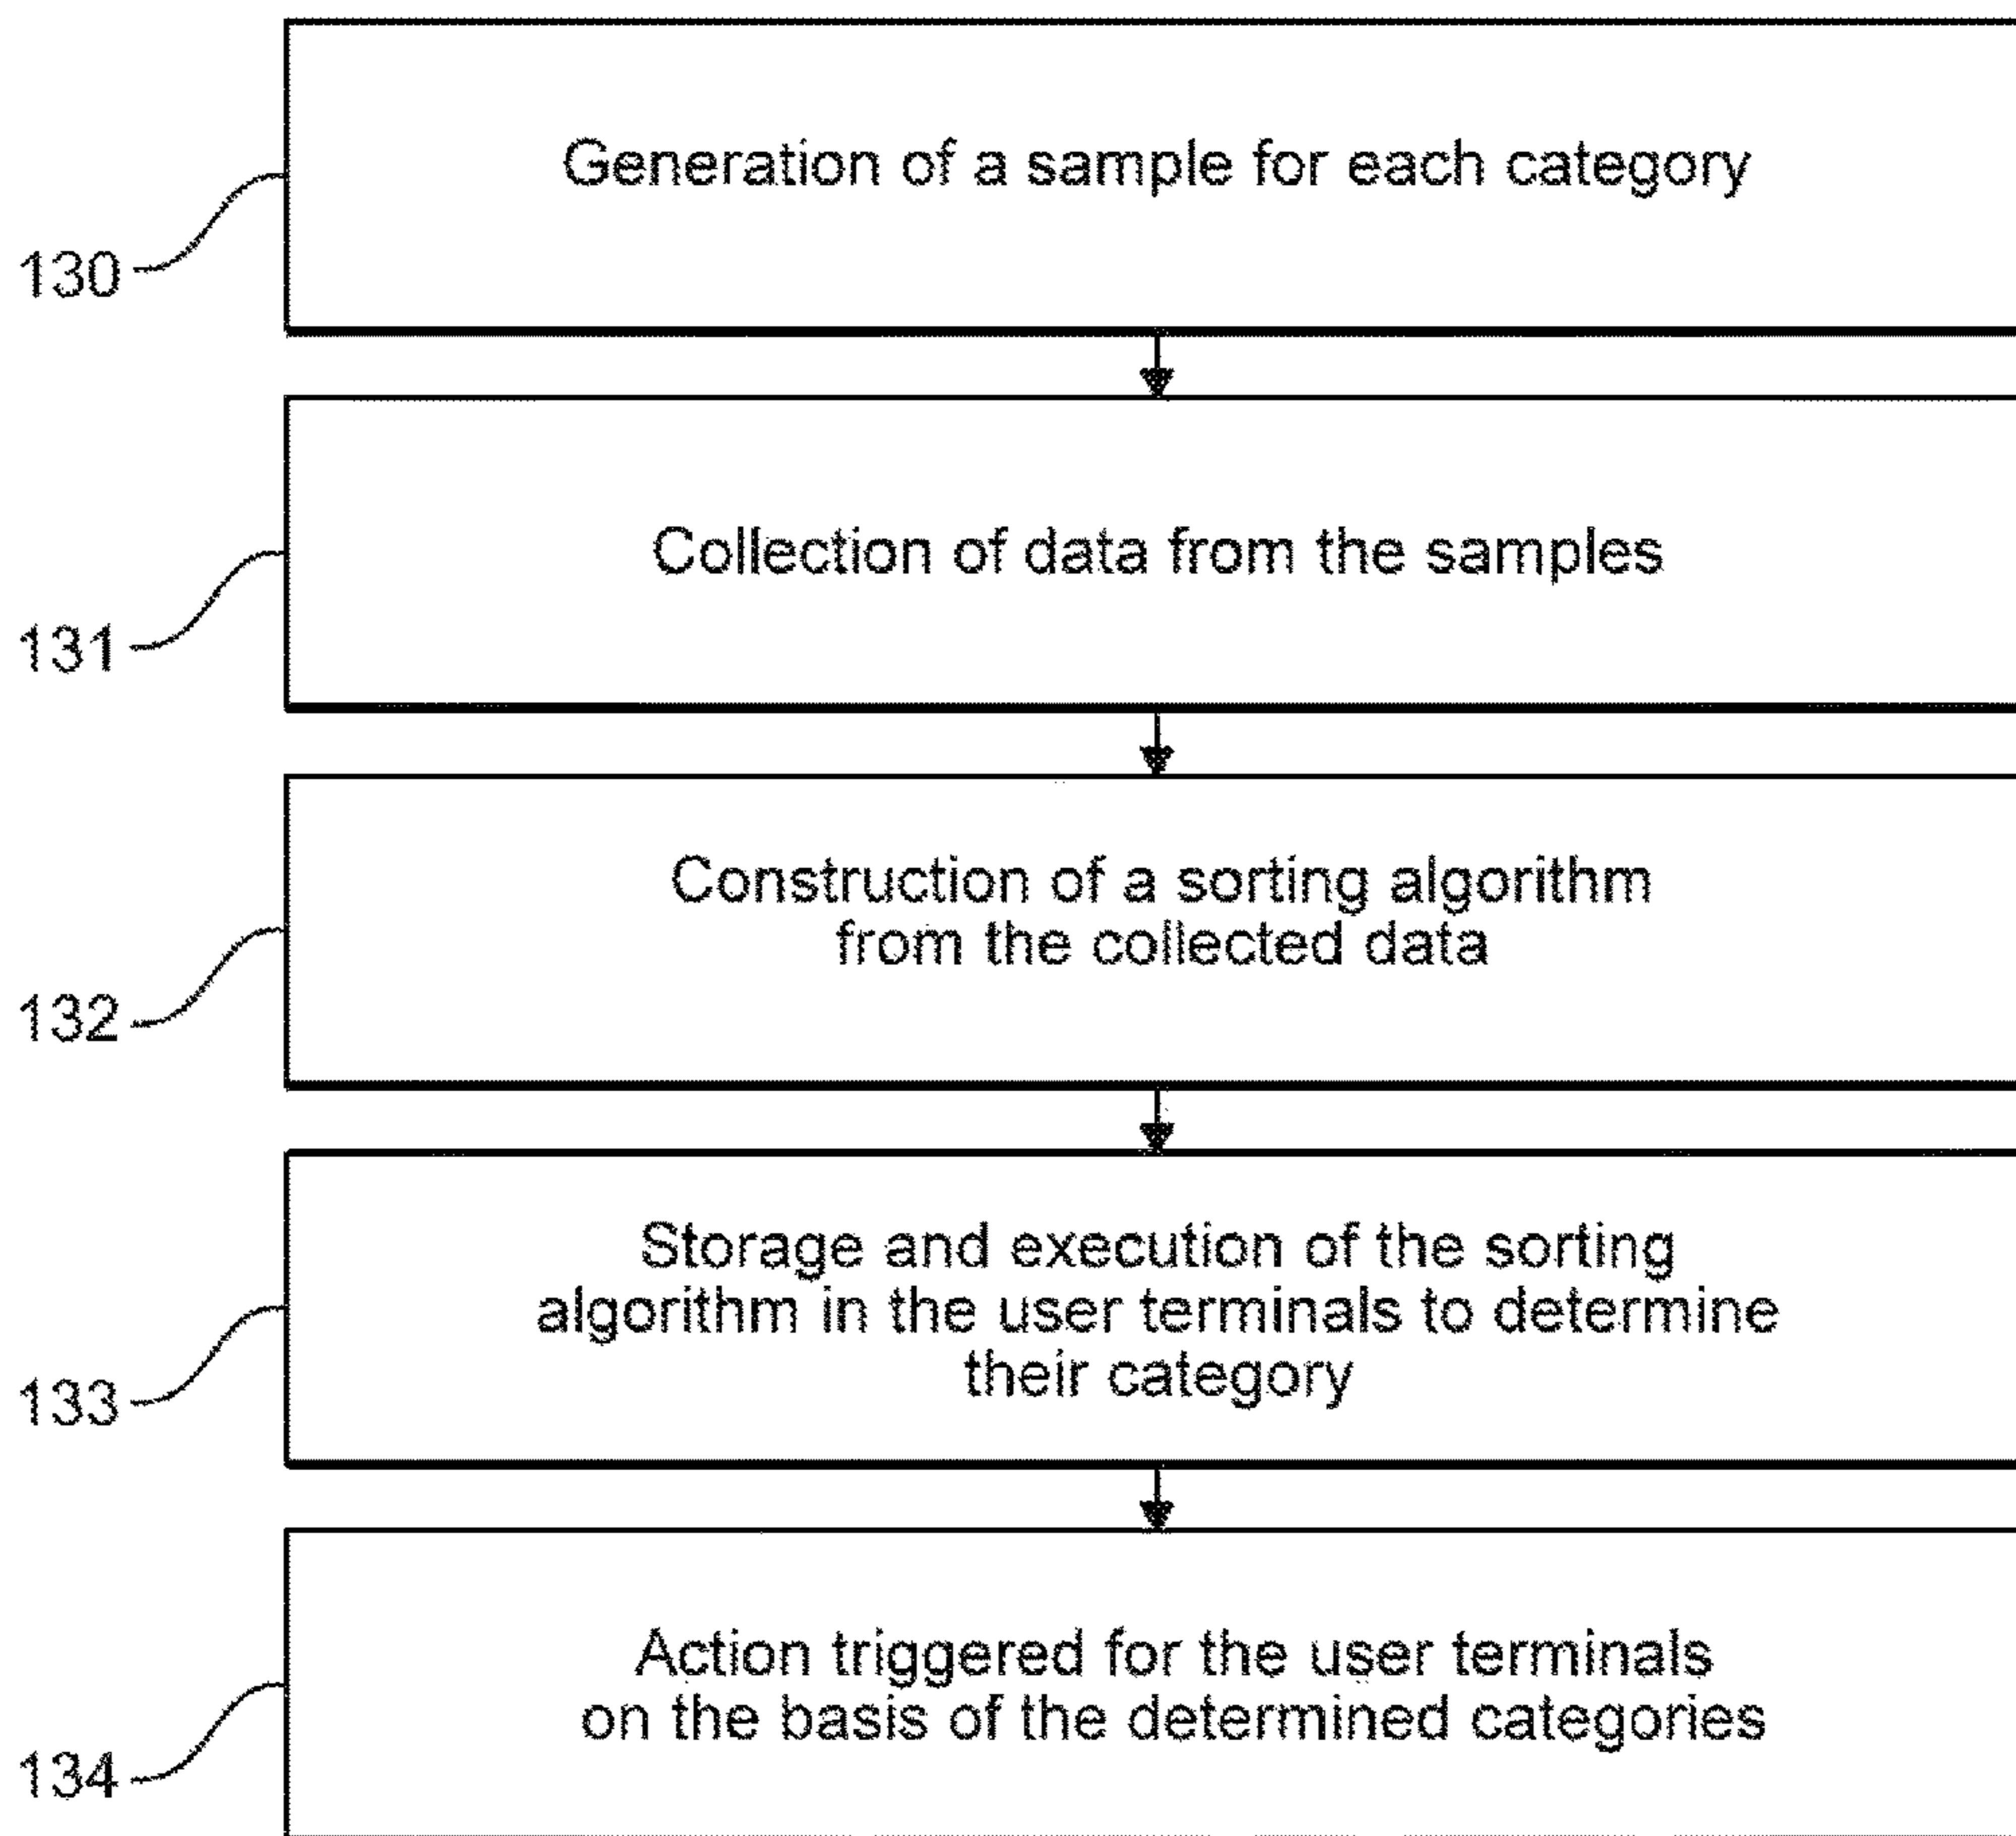 Generation of a sample for each category
130
Collection of data from the samples
131
Construction of a sorting algorithm
from the collected data
132
Storage and execution of the sorting
algorithm in the user terminals to determine
their category
133
Action triggered for the user terminals
on the basis of the determined categories
134